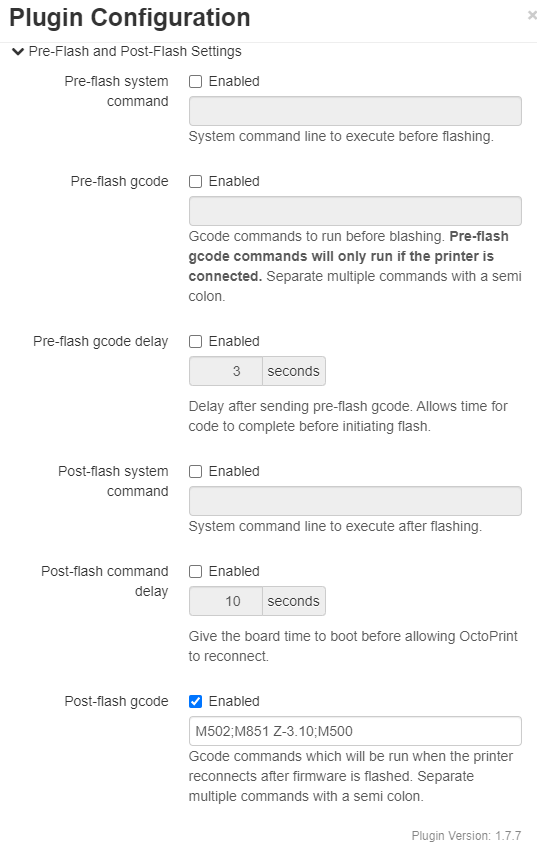 Plugin Configuration
×
Pre-Flash and Post-Flash Settings
Pre-flash system
command
Enabled
System command line to execute before flashing.
Pre-flash gcode
Enabled
Gcode commands to run before blashing. Pre-flash
gcode commands will only run if the printer is
connected. Separate multiple commands with a semi
colon.
Pre-flash gcode delay
Enabled
3 seconds
Delay after sending pre-flash gcode. Allows time for
code to complete before initiating flash.
Post-flash system
command
Enabled
System command line to execute after flashing.
Post-flash command
delay
Enabled
10 seconds
Give the board time to boot before allowing OctoPrint
to reconnect.
Post-flash gcode
Enabled
M502;M851 Z-3.10;M500
Gcode commands which will be run when the printer
reconnects after firmware is flashed. Separate
multiple commands with a semi colon.
Plugin Version: 1.7.7